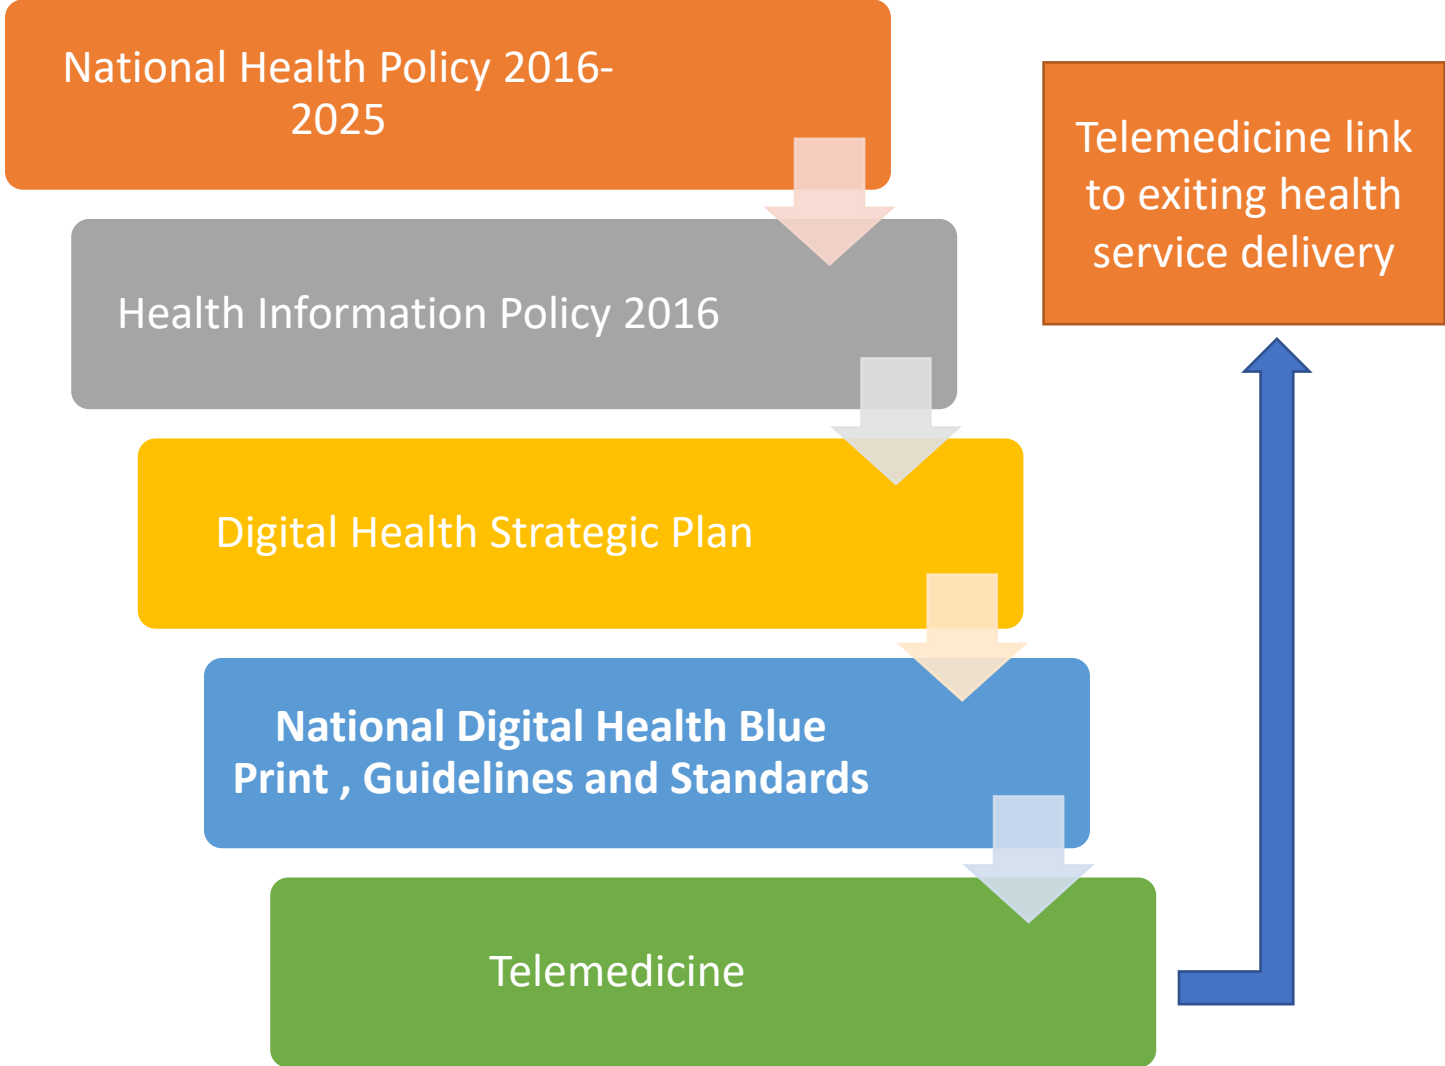 National Health Policy 2016-
2025
Health Information Policy 2016
Digital Health Strategic Plan
National Digital Health Blue
Print , Guidelines and Standards
Telemedicine
Telemedicine link
to exiting health
service delivery